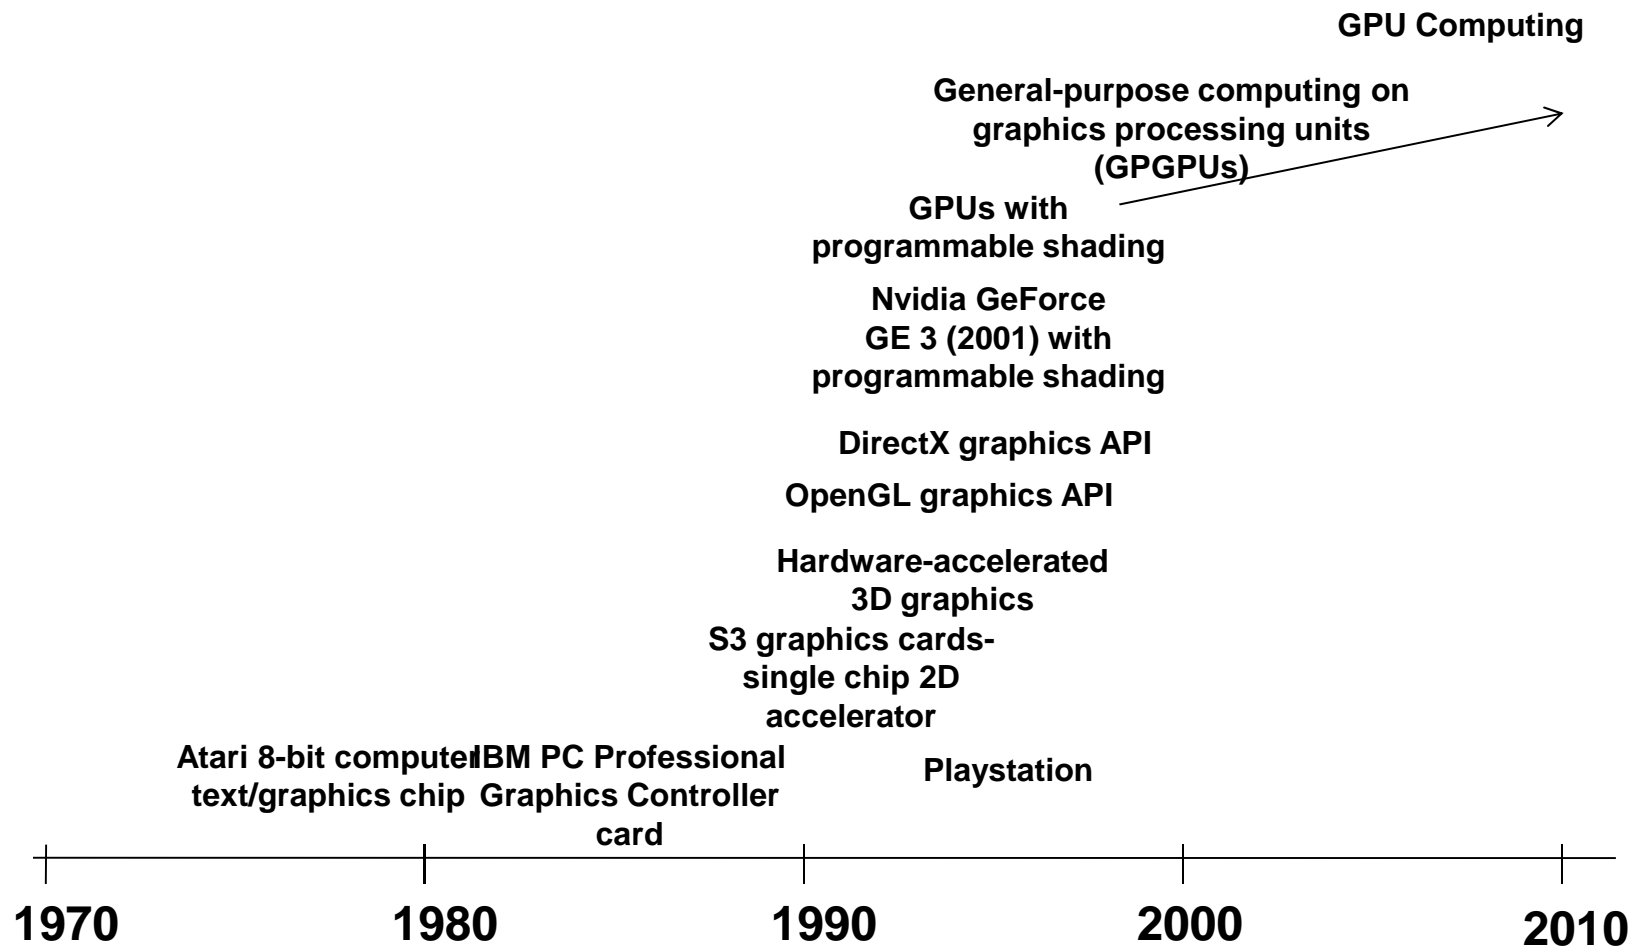 GPU Computing
General-purpose computing on
graphics processing units
(GPGPUs)
GPUs with
programmable shading
Nvidia GeForce
GE 3 (2001) with
programmable shading
DirectX graphics API
OpenGL graphics API
Hardware-accelerated
3D graphics
S3 graphics cards-
single chip 2D
accelerator
Atari 8-bit computer
text/graphics chip
IBM PC Professional
Graphics Controller
card
Playstation
1970
1980
1990
2000
2010